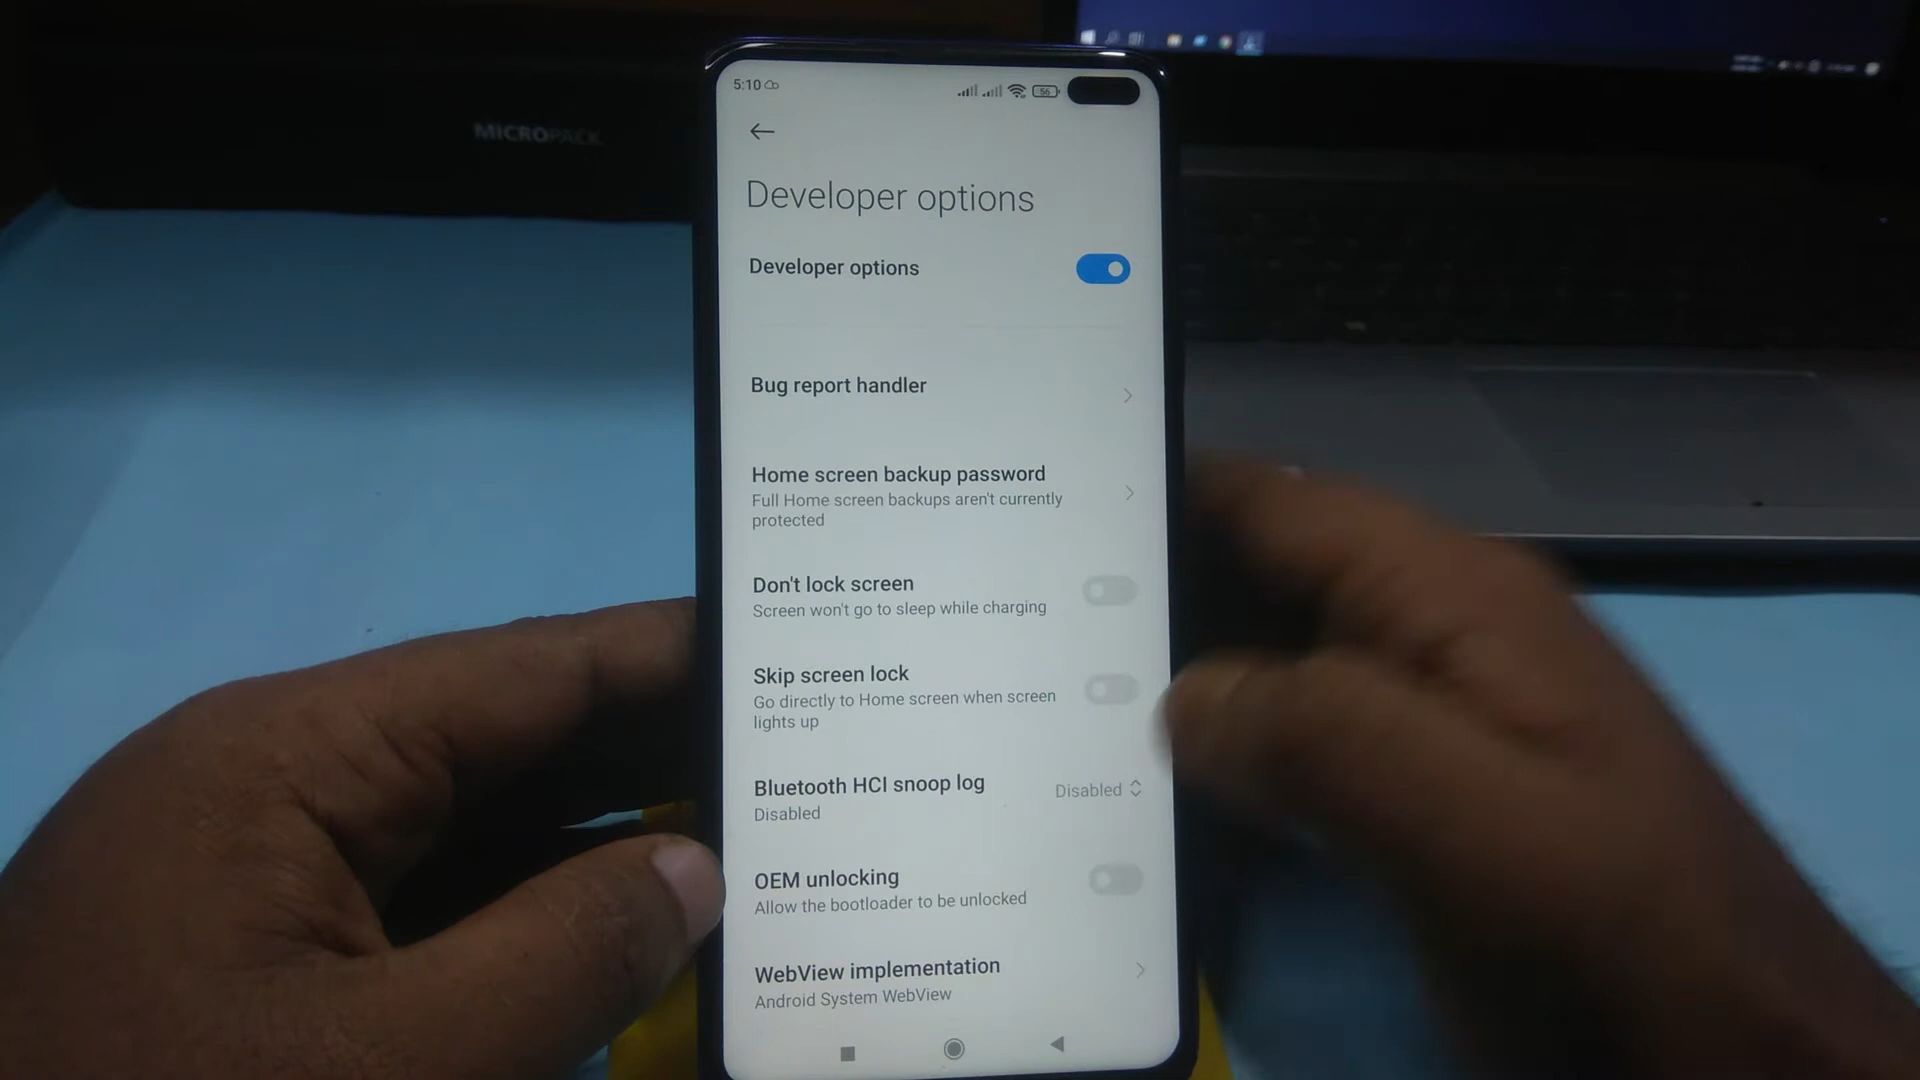 MICROPACK
5:10
56
Developer options
Developer options
Bug report handler
Home screen backup password
Full Home screen backups aren't currently
protected
Don't lock screen
Screen won't go to sleep while charging
Skip screen lock
Go directly to Home screen when screen
lights up
Bluetooth HCI snoop log
Disabled
Disabled
OEM unlocking
Allow the bootloader to be unlocked
WebView implementation
Android System WebView